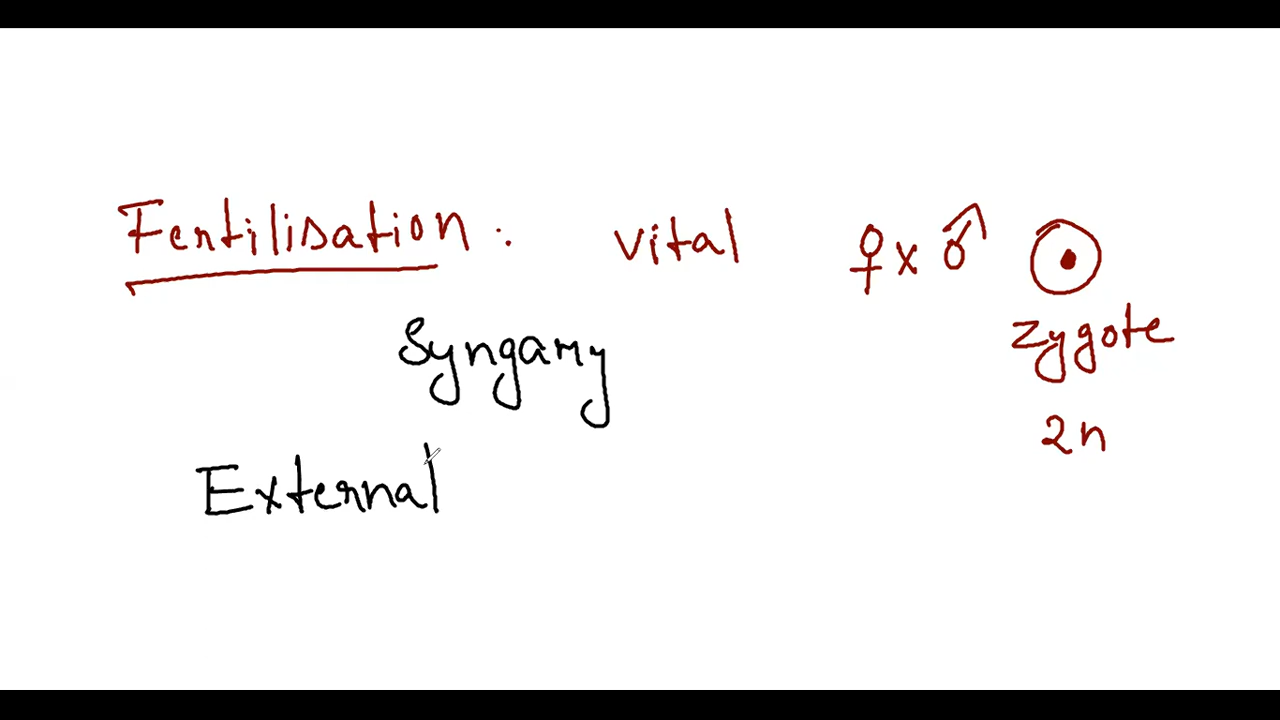 Fertilisation : vital ♀ x ♂
zygote
Syngamy
2n
External